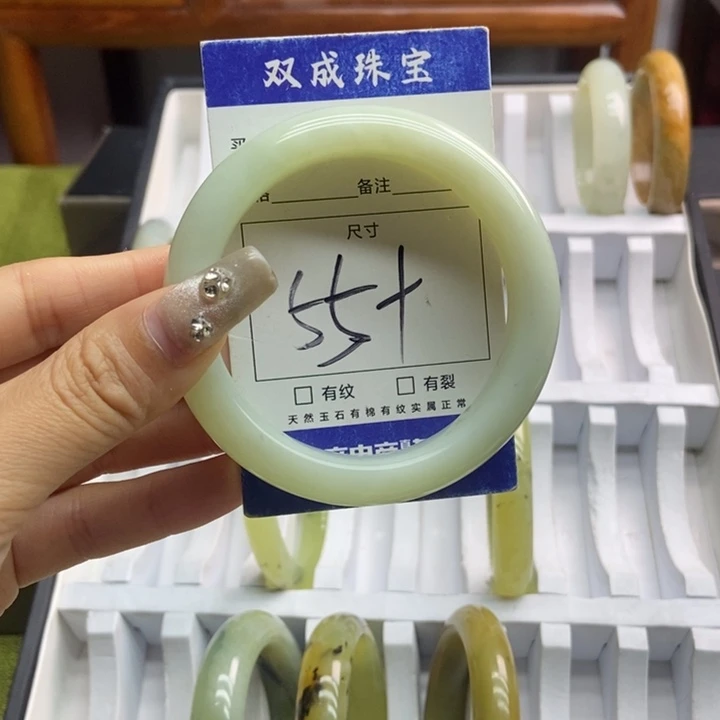 双成珠宝
备注
尺寸
55+
□ 有纹 □ 有裂
天然玉石有棉有纹实属正常